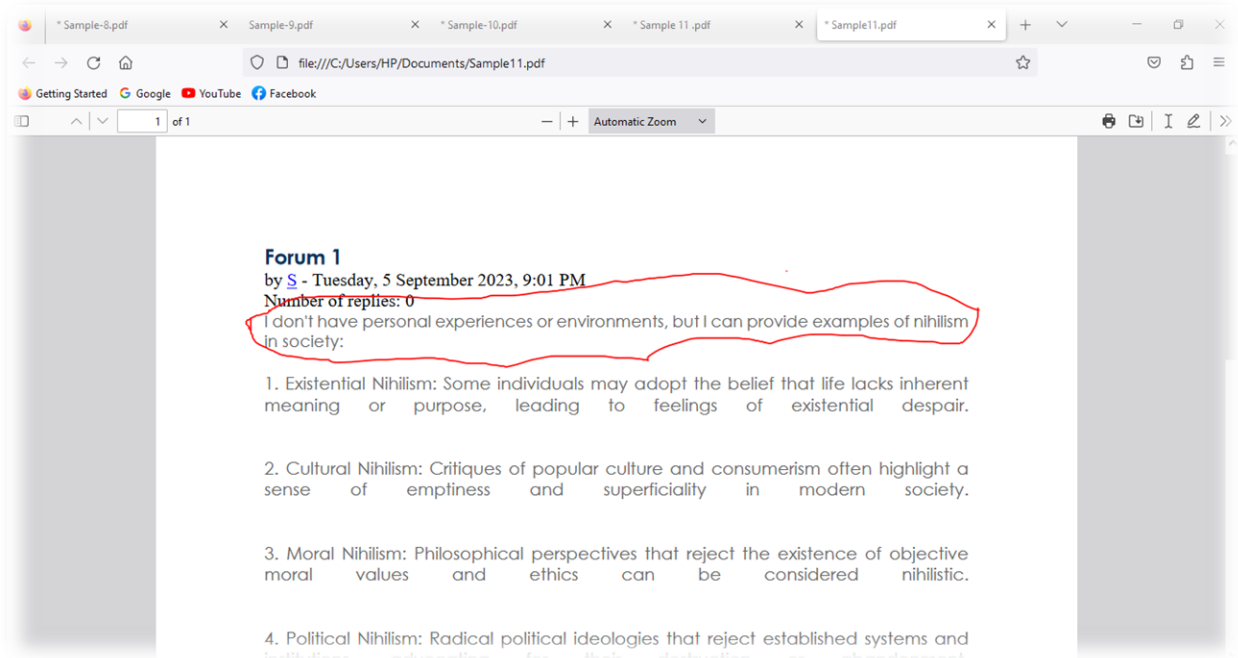 * Sample-8.pdf
Sample-9.pdf
* Sample-10.pdf
* Sample 11 .pdf
* Sample11.pdf
file:///C:/Users/HP/Documents/Sample11.pdf
Getting Started Google YouTube Facebook
1 of 1
Automatic Zoom
Forum 1
by S - Tuesday, 5 September 2023, 9:01 PM
Number of replies: 0
I don't have personal experiences or environments, but I can provide examples of nihilism
in society:
1. Existential Nihilism: Some individuals may adopt the belief that life lacks inherent
meaning or purpose, leading to feelings of existential despair.
2. Cultural Nihilism: Critiques of popular culture and consumerism often highlight a
sense of emptiness and superficiality in modern society.
3. Moral Nihilism: Philosophical perspectives that reject the existence of objective
moral values and ethics can be considered nihilistic.
4. Political Nihilism: Radical political ideologies that reject established systems and